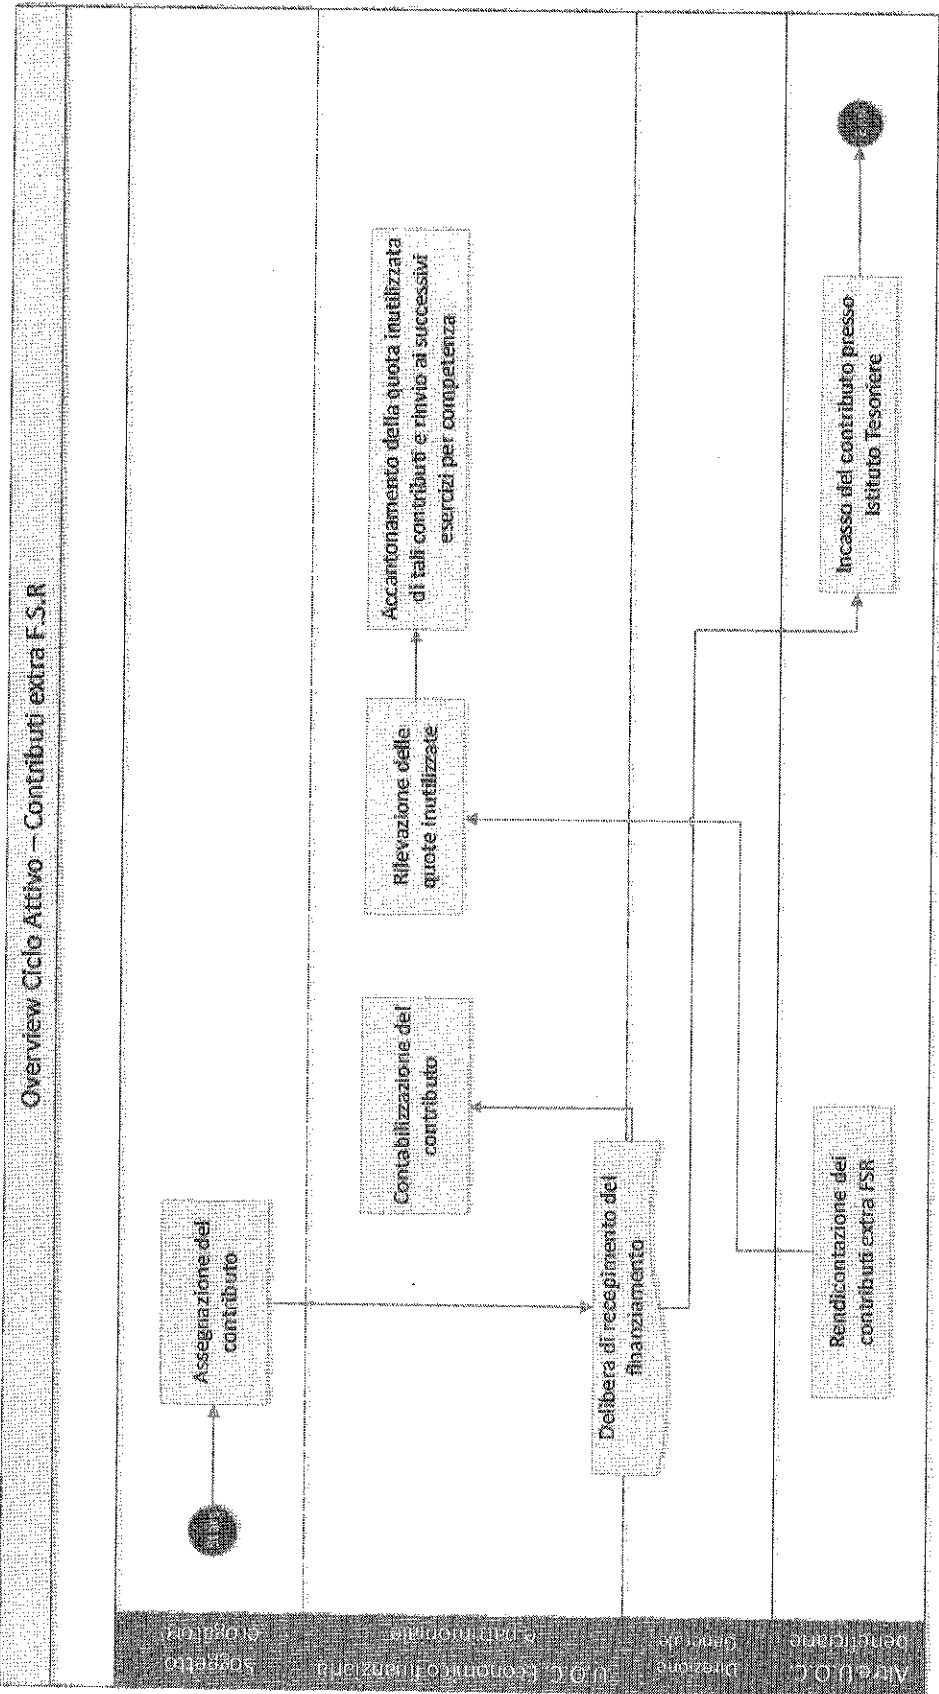 Overview Ciclo Attivo – Contributi extra F.S.R
Soggetto
erogatore
Assegnazione del
contributo
U.O.C. Economico finanziaria
e patrimoniale
Contabilizzazione del
contributo
Rilevazione delle
quote inutilizzate
Accantonamento della quota inutilizzata
di tali contributi e rinvio ai successivi
esercizi per competenza
Direzione
Generale
Delibera di recepimento del
finanziamento
Altre U.O.C.
beneficiarie
Rendicontazione dei
contributi extra FSR
Incasso del contributo presso
Istituto Tesoriere